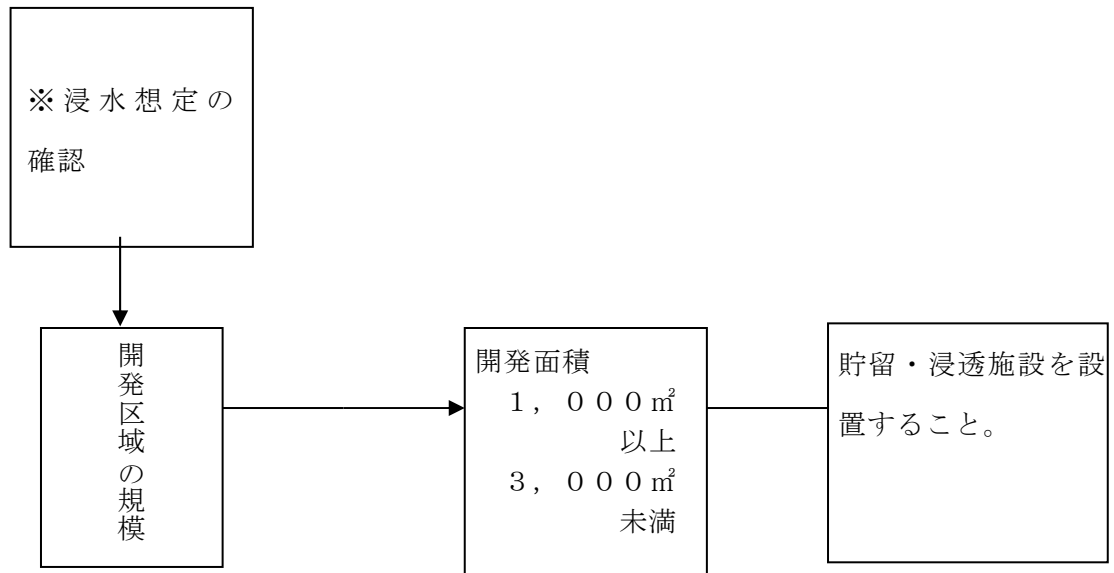 ※浸水想定の
確認
開発区域の規模
開発面積
１，０００㎡
以上
３，０００㎡
未満
貯留・浸透施設を設
置すること。